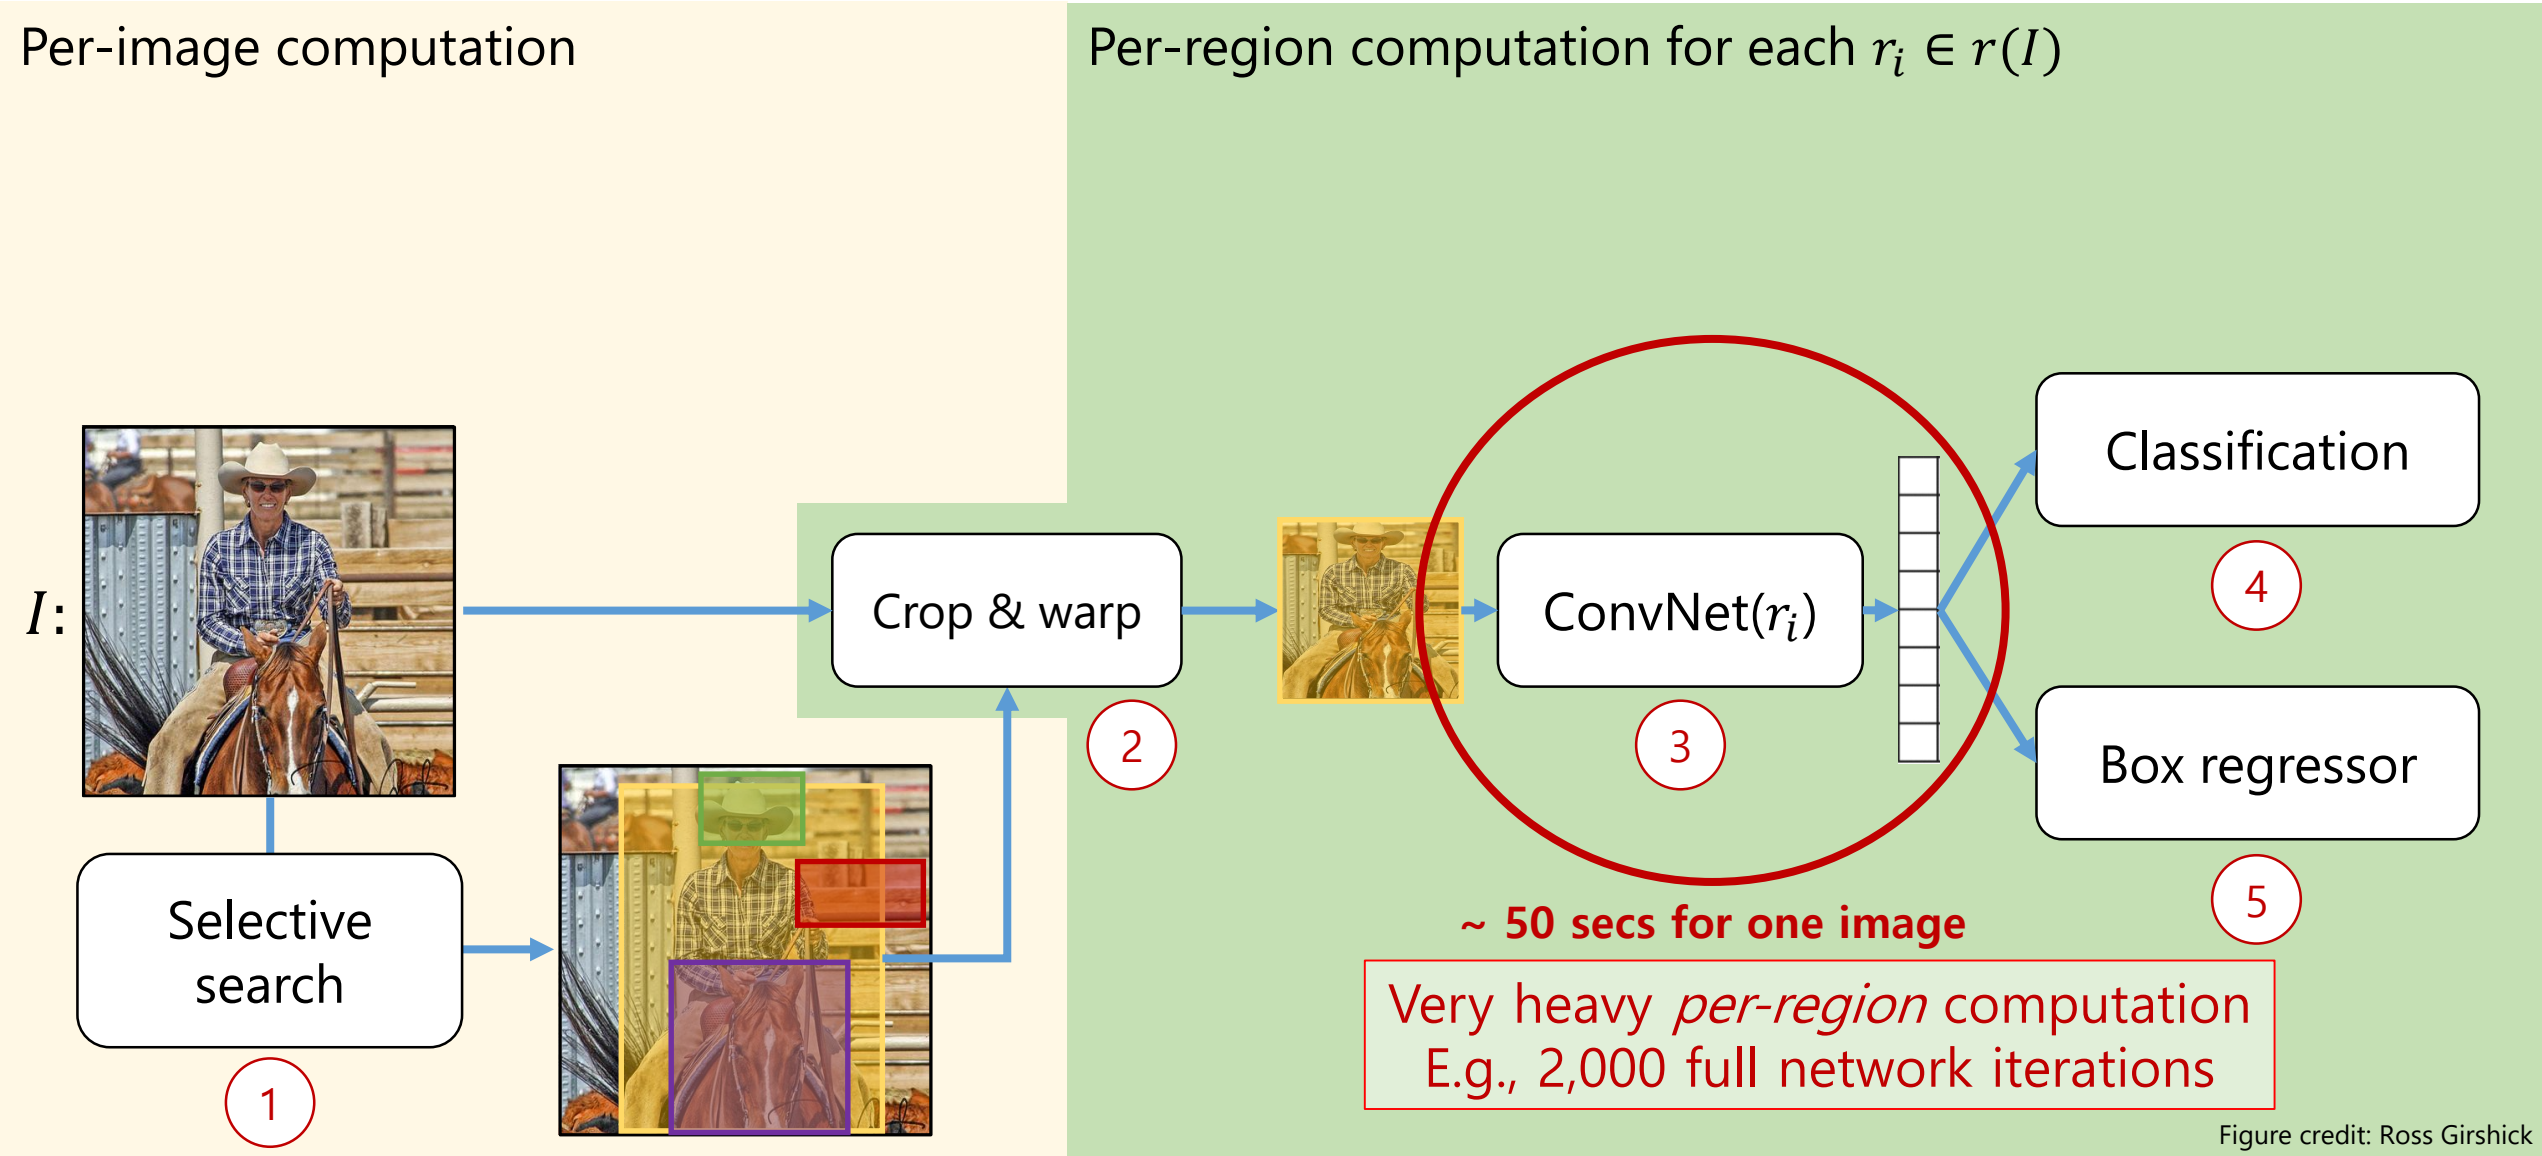 Per-image computation
Per-region computation for each r_i ∈ r(I)
I:
Crop & warp
2
ConvNet(r_i)
3
Classification
4
Box regressor
5
Selective
search
1
~ 50 secs for one image
Very heavy per-region computation
E.g., 2,000 full network iterations
Figure credit: Ross Girshick